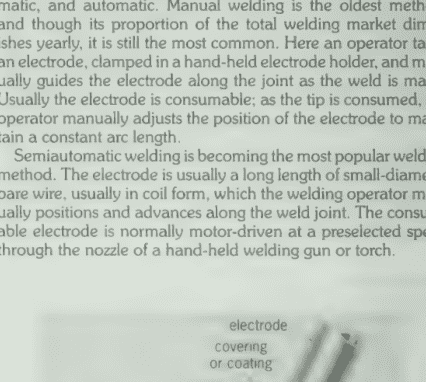 matic, and automatic. Manual welding is the oldest meth
and though its proportion of the total welding market dim
shes yearly, it is still the most common. Here an operator ta
an electrode, clamped in a hand-held electrode holder, and m
ually guides the electrode along the joint as the weld is ma
Usually the electrode is consumable; as the tip is consumed,
operator manually adjusts the position of the electrode to ma
tain a constant arc length.
Semiautomatic welding is becoming the most popular weld
method. The electrode is usually a long length of small-diame
bare wire, usually in coil form, which the welding operator m
ually positions and advances along the weld joint. The consu
able electrode is normally motor-driven at a preselected spe
through the nozzle of a hand-held welding gun or torch.
electrode
covering
or coating